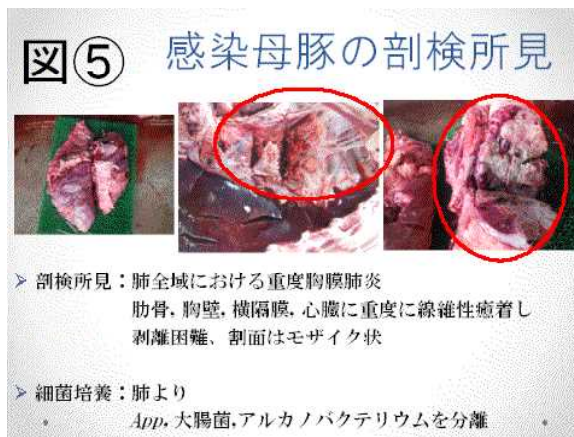 図⑤ 感染母豚の剖検所見
➢ 剖検所見：肺全域における重度胸膜肺炎
肋骨，胸壁，横隔膜，心臓に重度に線維性癒着し
剥離困難、割面はモザイク状
➢ 細菌培養：肺より
App，大腸菌，アルカノバクテリウムを分離